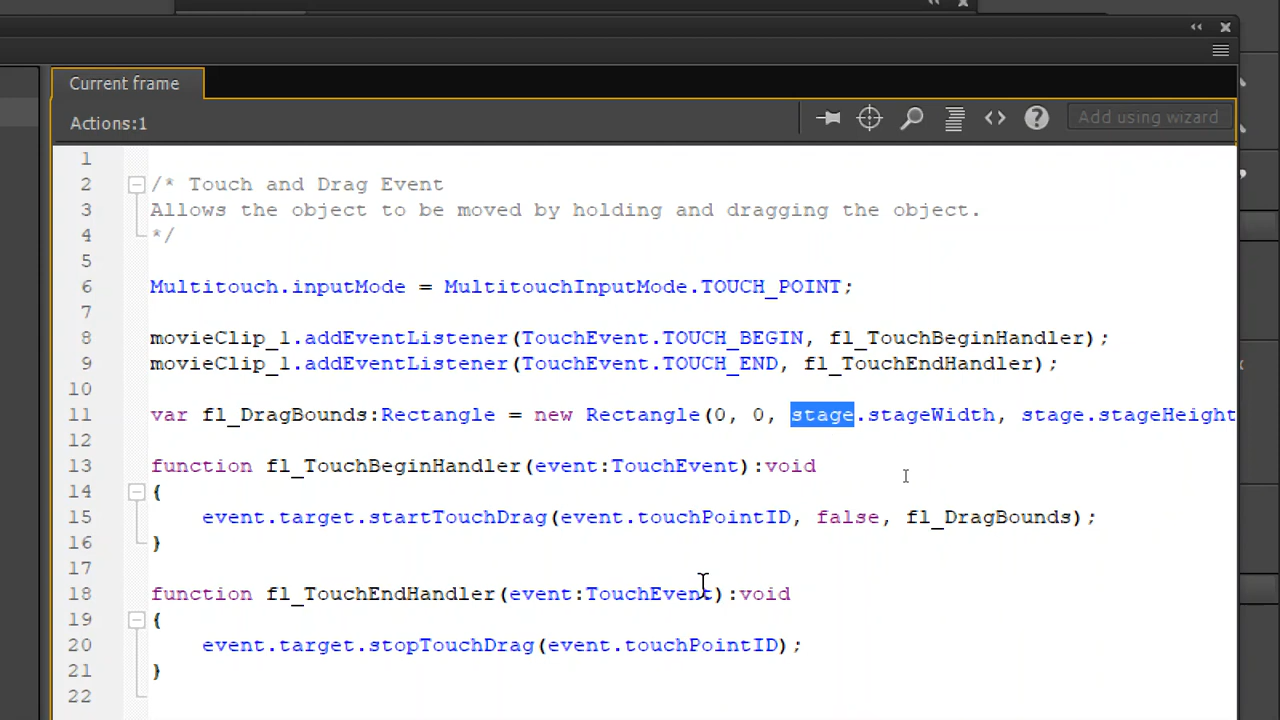 Current frame
Actions:1
Add using wizard
1
2 /* Touch and Drag Event
3 Allows the object to be moved by holding and dragging the object.
4 */
5
6 Multitouch.inputMode = MultitouchInputMode.TOUCH_POINT;
7
8 movieClip_1.addEventListener(TouchEvent.TOUCH_BEGIN, fl_TouchBeginHandler);
9 movieClip_1.addEventListener(TouchEvent.TOUCH_END, fl_TouchEndHandler);
10
11 var fl_DragBounds:Rectangle = new Rectangle(0, 0, stage.stageWidth, stage.stageHeight
12
13 function fl_TouchBeginHandler(event:TouchEvent):void
14 {
15 event.target.startTouchDrag(event.touchPointID, false, fl_DragBounds);
16 }
17
18 function fl_TouchEndHandler(event:TouchEvent):void
19 {
20 event.target.stopTouchDrag(event.touchPointID);
21 }
22